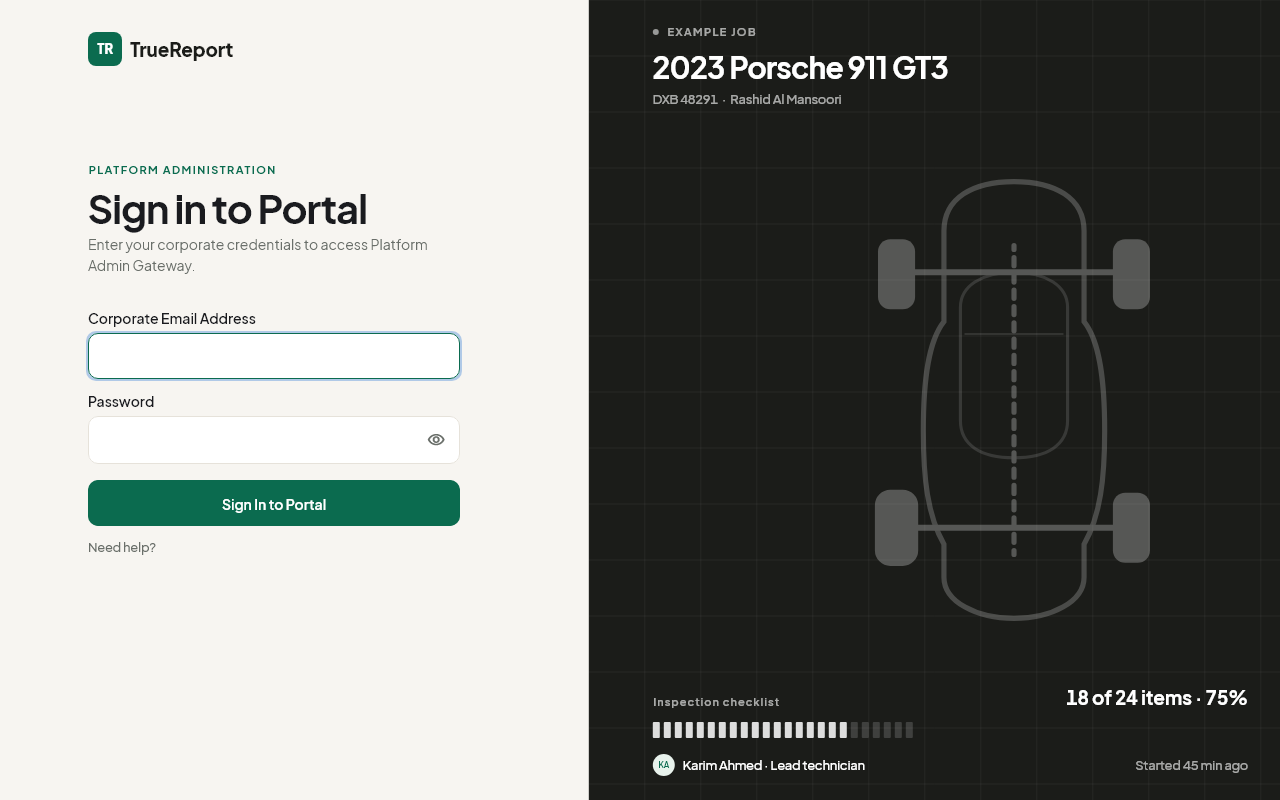 TR TrueReport
PLATFORM ADMINISTRATION
Sign in to Portal
Enter your corporate credentials to access Platform
Admin Gateway.
Corporate Email Address
Password
Sign In to Portal
Need help?
EXAMPLE JOB
2023 Porsche 911 GT3
DXB 48291 · Rashid Al Mansoori
Inspection checklist
18 of 24 items · 75%
KA Karim Ahmed · Lead technician
Started 45 min ago